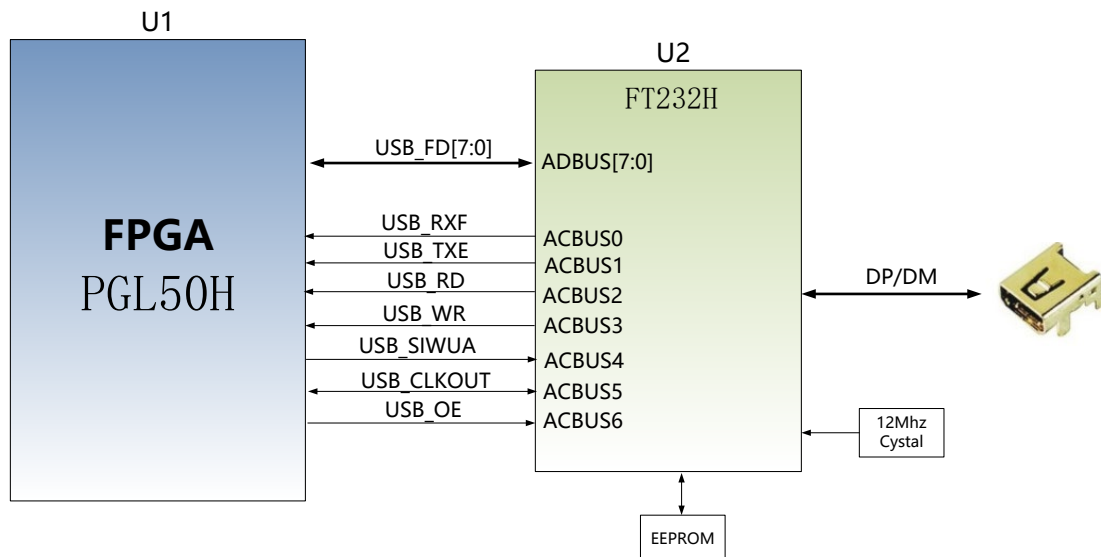 U1
U2
FT232H
USB_FD[7:0]
ADBUS[7:0]
FPGA
PGL50H
USB_RXF
ACBUS0
USB_TXE
ACBUS1
USB_RD
ACBUS2
USB_WR
ACBUS3
USB_SIWUA
ACBUS4
USB_CLKOUT
ACBUS5
USB_OE
ACBUS6
DP/DM
12Mhz
Cystal
EEPROM